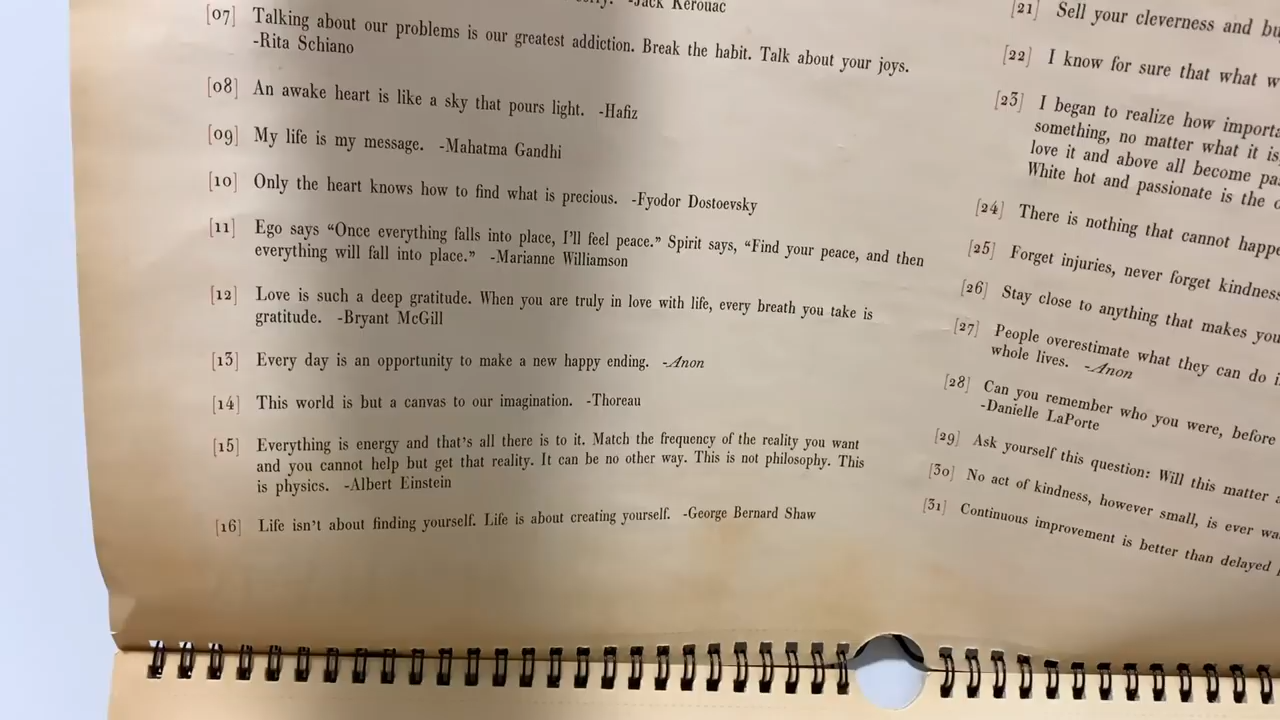 -Jack Kerouac
[07] Talking about our problems is our greatest addiction. Break the habit. Talk about your joys.
-Rita Schiano
[08] An awake heart is like a sky that pours light. -Hafiz
[09] My life is my message. -Mahatma Gandhi
[10] Only the heart knows how to find what is precious. -Fyodor Dostoevsky
[11] Ego says “Once everything falls into place, I’ll feel peace.” Spirit says, “Find your peace, and then
everything will fall into place.” -Marianne Williamson
[12] Love is such a deep gratitude. When you are truly in love with life, every breath you take is
gratitude. -Bryant McGill
[13] Every day is an opportunity to make a new happy ending. -Anon
[14] This world is but a canvas to our imagination. -Thoreau
[15] Everything is energy and that’s all there is to it. Match the frequency of the reality you want
and you cannot help but get that reality. It can be no other way. This is not philosophy. This
is physics. -Albert Einstein
[16] Life isn’t about finding yourself. Life is about creating yourself. -George Bernard Shaw
[21] Sell your cleverness and
[22] I know for sure that what
[23] I began to realize how
something, no matter what it is,
love it and above all become
White hot and passionate is the
[24] There is nothing that cannot
[25] Forget injuries, never forget
[26] Stay close to anything that makes you
[27] People overestimate what they can do
whole lives. -Anon
[28] Can you remember who you were, before
-Danielle LaPorte
[29] Ask yourself this question: Will this matter
[30] No act of kindness, however small, is ever
[31] Continuous improvement is better than delayed